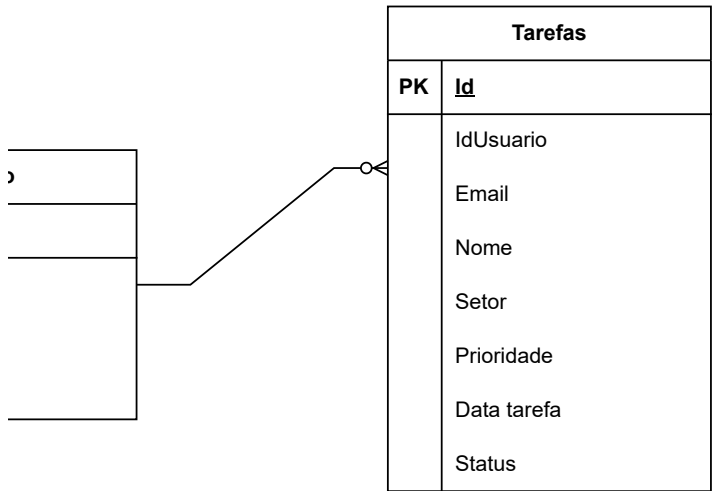 Tarefas
PK Id
IdUsuario
Email
Nome
Setor
Prioridade
Data tarefa
Status